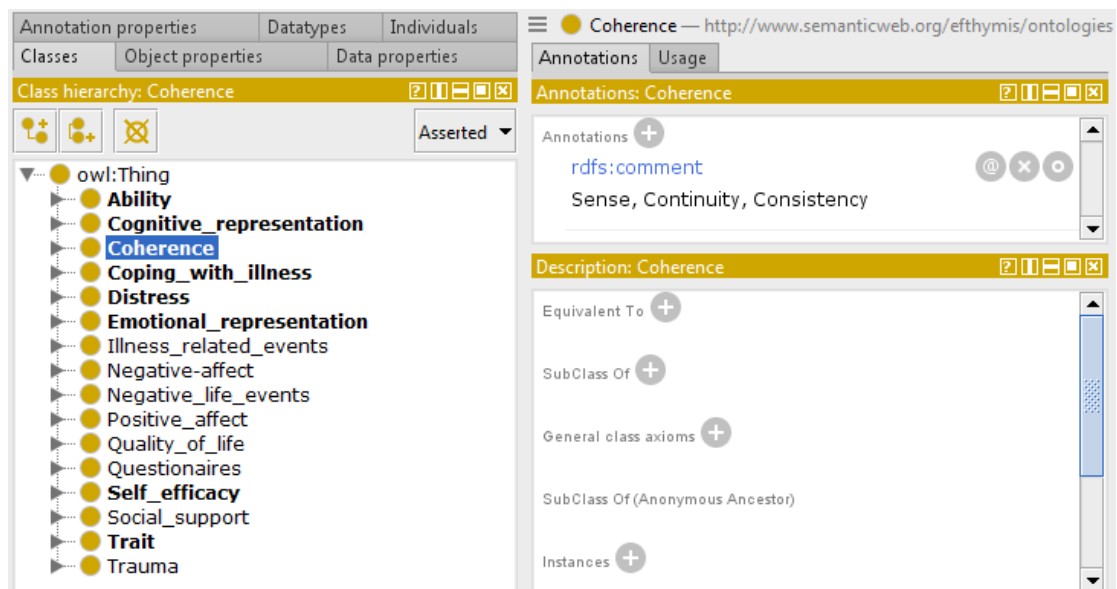 Annotation properties Datatypes Individuals
Classes Object properties Data properties
Class hierarchy: Coherence
Asserted
owl:Thing
Ability
Cognitive_representation
Coherence
Coping_with_illness
Distress
Emotional_representation
Illness_related_events
Negative-affect
Negative_life_events
Positive_affect
Quality_of_life
Questionaires
Self_efficacy
Social_support
Trait
Trauma
Coherence — http://www.semanticweb.org/efthymis/ontologies
Annotations Usage
Annotations: Coherence
Annotations
rdfs:comment
Sense, Continuity, Consistency
Description: Coherence
Equivalent To
SubClass Of
General class axioms
SubClass Of (Anonymous Ancestor)
Instances